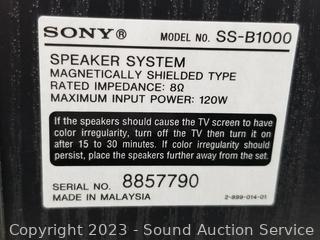 SONY® MODEL NO. SS-B1000
SPEAKER SYSTEM
MAGNETICALLY SHIELDED TYPE
RATED IMPEDANCE: 8Ω
MAXIMUM INPUT POWER: 120W
If the speakers should cause the TV screen to have
color irregularity, turn off the TV then turn it on
after 15 to 30 minutes. If color irregularity should
persist, place the speakers further away from the set.
SERIAL NO. 8857790
MADE IN MALAYSIA 2-899-014-01
Copyright 2023 - Sound Auction Service